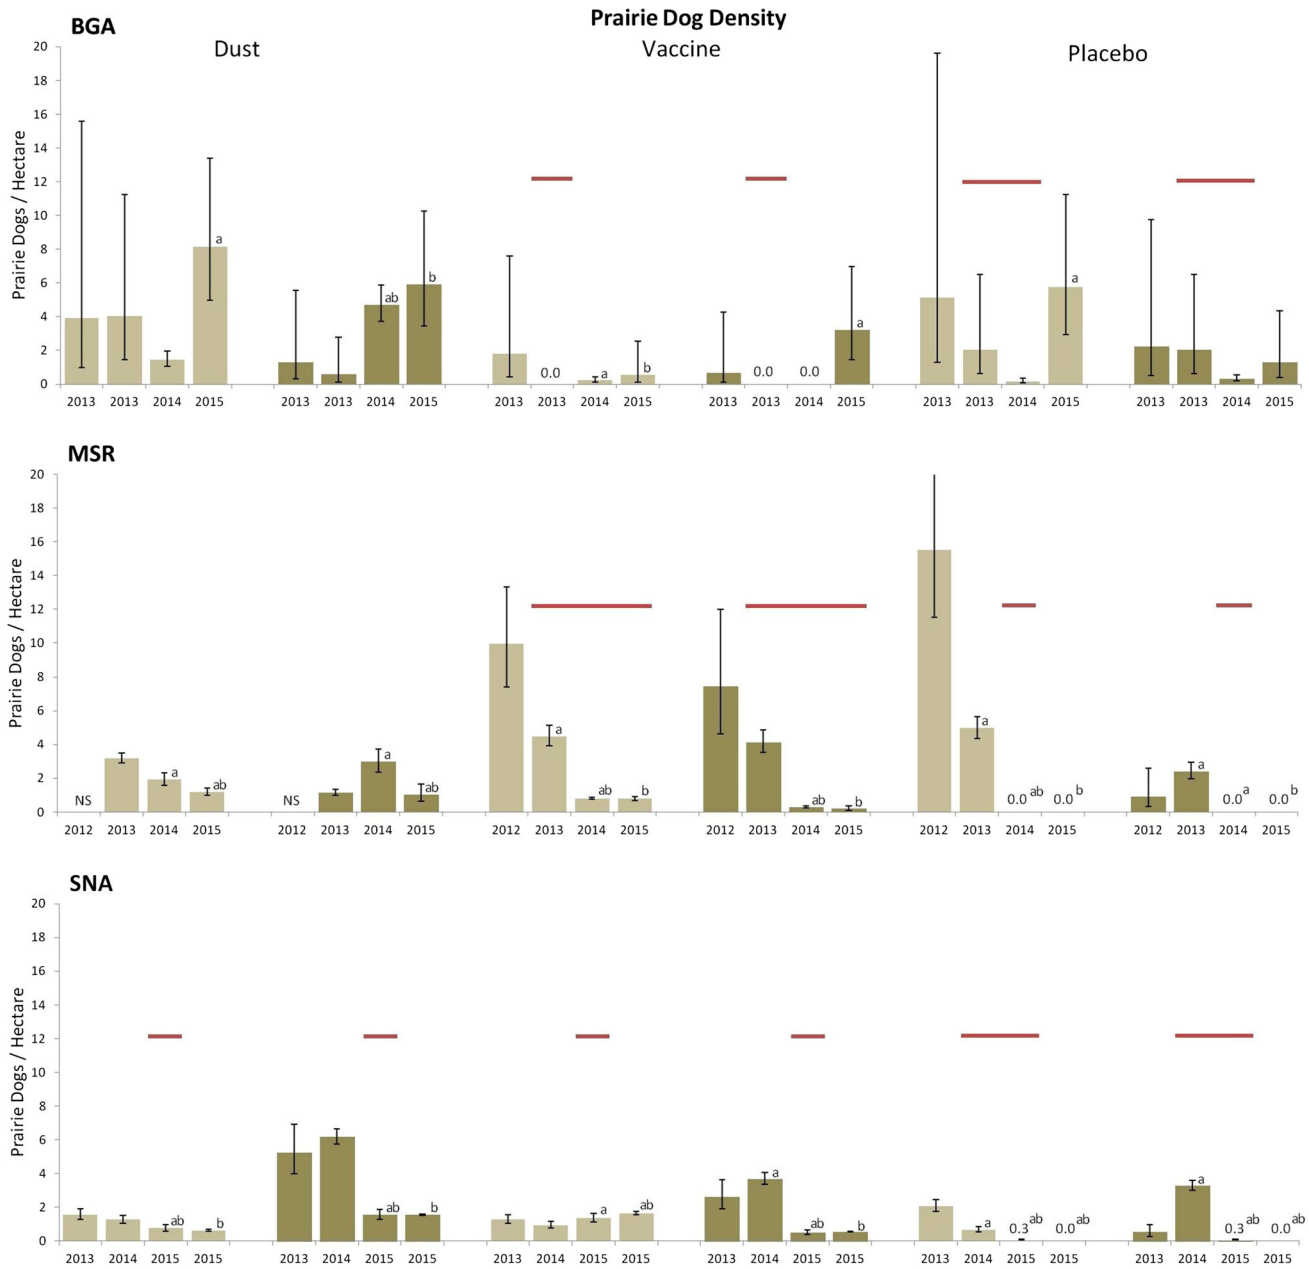 Prairie Dog Density
BGA
Dust
Vaccine
Placebo
Prairie Dogs / Hectare
20
18
16
14
12
10
8
6
4
2
0
a
ab
b
0.0
a
b
0.0
0.0
a
a
2013 2013 2014 2015 2013 2013 2014 2015 2013 2013 2014 2015 2013 2013 2014 2015 2013 2013 2014 2015 2013 2013 2014 2015
MSR
Prairie Dogs / Hectare
20
18
16
14
12
10
8
6
4
2
0
NS
a
ab
NS
a
ab
a
ab
b
ab
b
a
0.0 ab
0.0 b
a
0.0 a
0.0 b
2012 2013 2014 2015 2012 2013 2014 2015 2012 2013 2014 2015 2012 2013 2014 2015 2012 2013 2014 2015 2012 2013 2014 2015
SNA
Prairie Dogs / Hectare
20
18
16
14
12
10
8
6
4
2
0
ab
b
ab
b
a
ab
a
ab
b
a
0.3 ab
0.0 ab
a
0.3 ab
0.0 ab
2013 2014 2015 2015 2013 2014 2015 2015 2013 2014 2015 2015 2013 2014 2015 2015 2013 2014 2015 2015 2013 2014 2015 2015